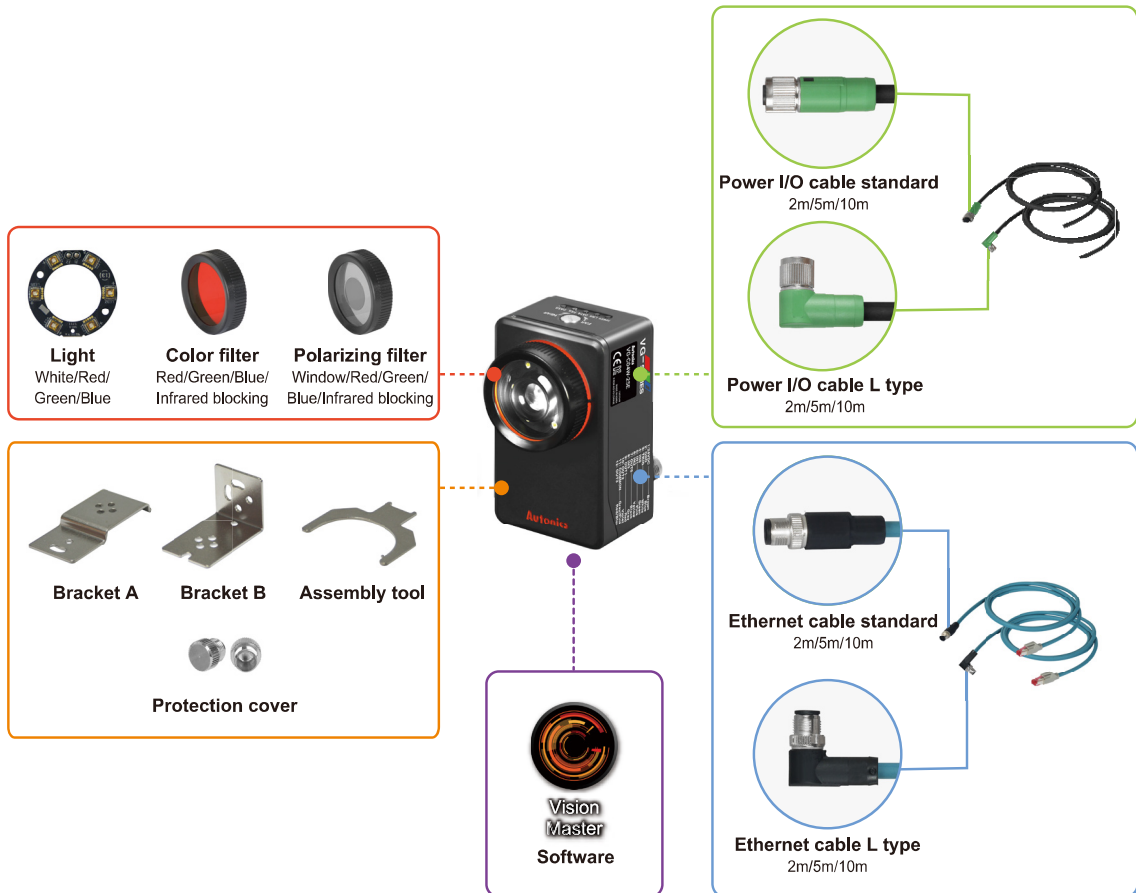 Power I/O cable standard
2m/5m/10m
Power I/O cable L type
2m/5m/10m
Light
White/Red/
Green/Blue
Color filter
Red/Green/Blue/
Infrared blocking
Polarizing filter
Window/Red/Green/
Blue/Infrared blocking
Autonics
Bracket A
Bracket B
Assembly tool
Protection cover
Vision
Master
Software
Ethernet cable standard
2m/5m/10m
Ethernet cable L type
2m/5m/10m